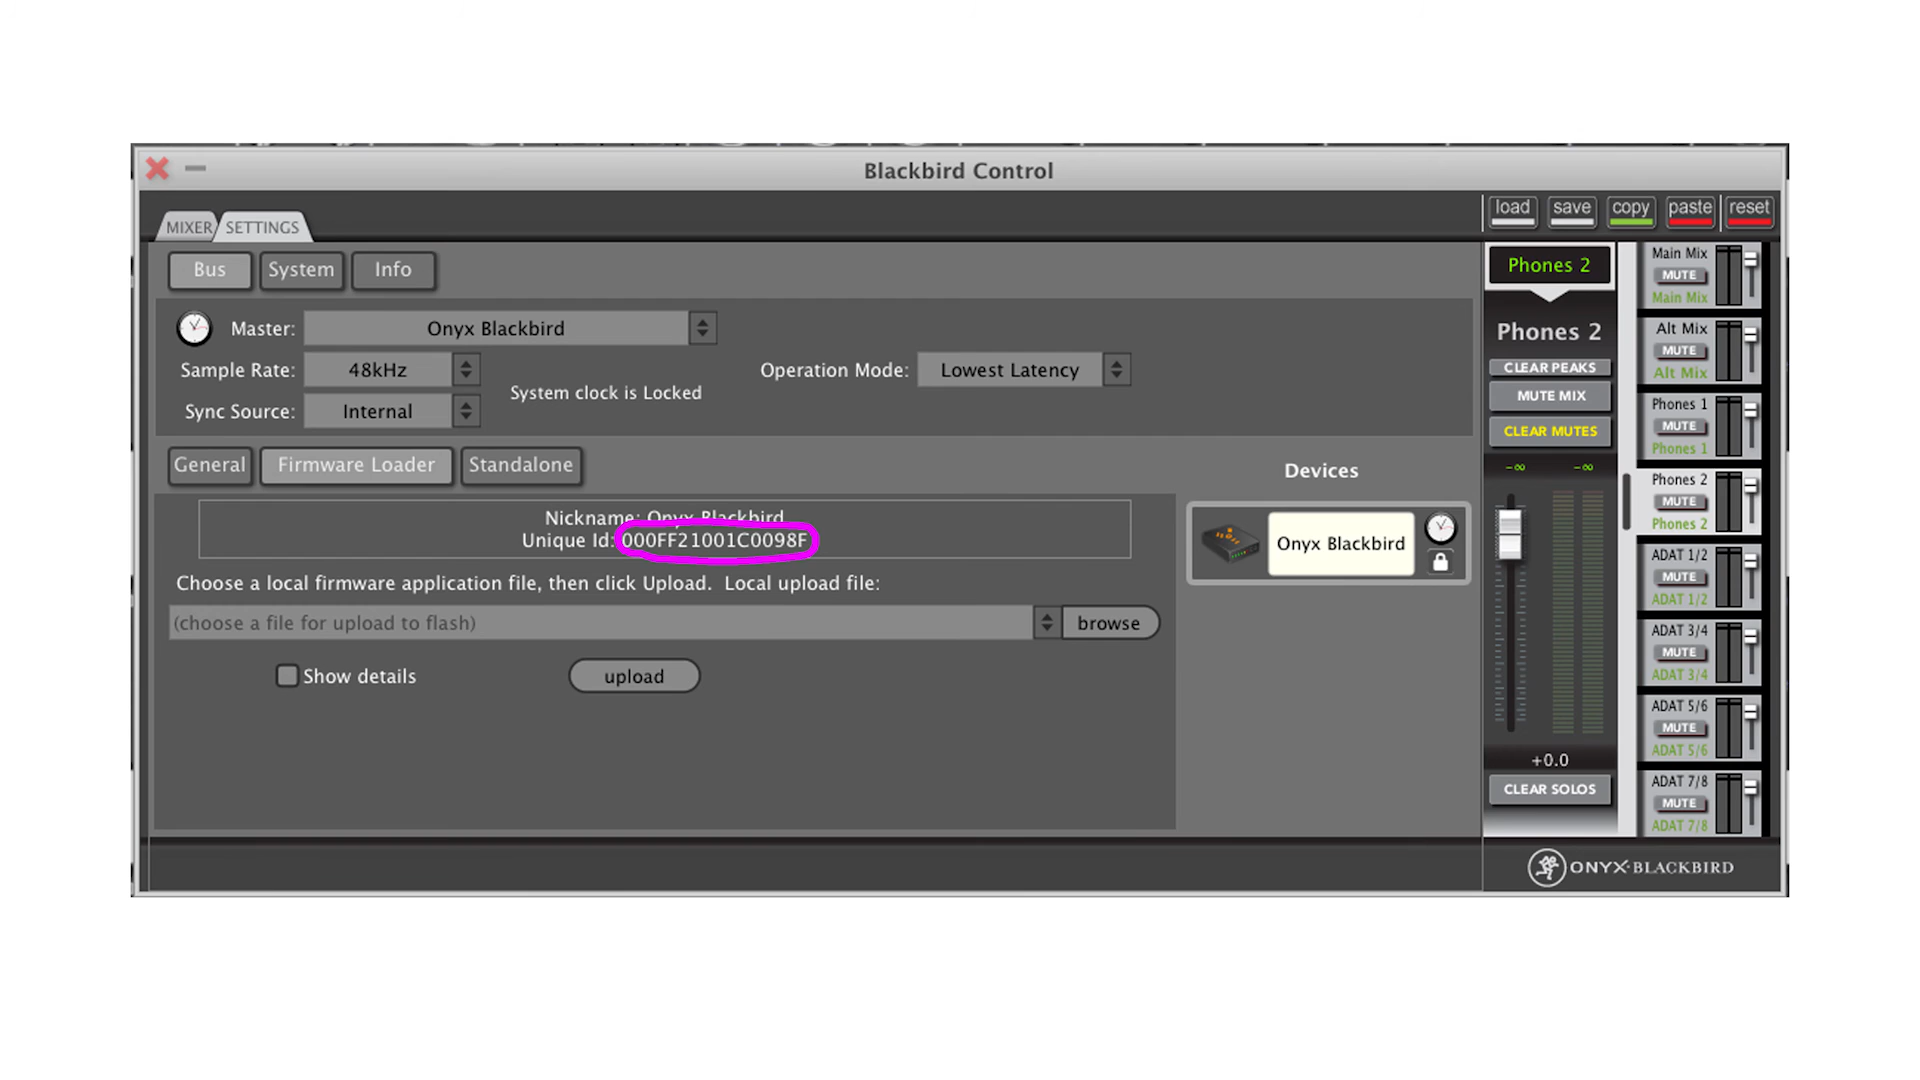 Blackbird Control
MIXER SETTINGS load save copy paste reset
Bus System Info
Master: Onyx Blackbird
Sample Rate: 48kHz
System clock is Locked
Operation Mode: Lowest Latency
Sync Source: Internal
General Firmware Loader Standalone
Nickname: Onyx Blackbird
Unique Id: 000FF21001C0098F
Choose a local firmware application file, then click Upload. Local upload file:
(choose a file for upload to flash) browse
Show details upload
Devices
Onyx Blackbird
Phones 2
Phones 2
CLEAR PEAKS
MUTE MIX
CLEAR MUTES
-∞ -∞
+0.0
CLEAR SOLOS
Main Mix
MUTE
Main Mix
Alt Mix
MUTE
Alt Mix
Phones 1
MUTE
Phones 1
Phones 2
MUTE
Phones 2
ADAT 1/2
MUTE
ADAT 1/2
ADAT 3/4
MUTE
ADAT 3/4
ADAT 5/6
MUTE
ADAT 5/6
ADAT 7/8
MUTE
ADAT 7/8
ONYX·BLACKBIRD